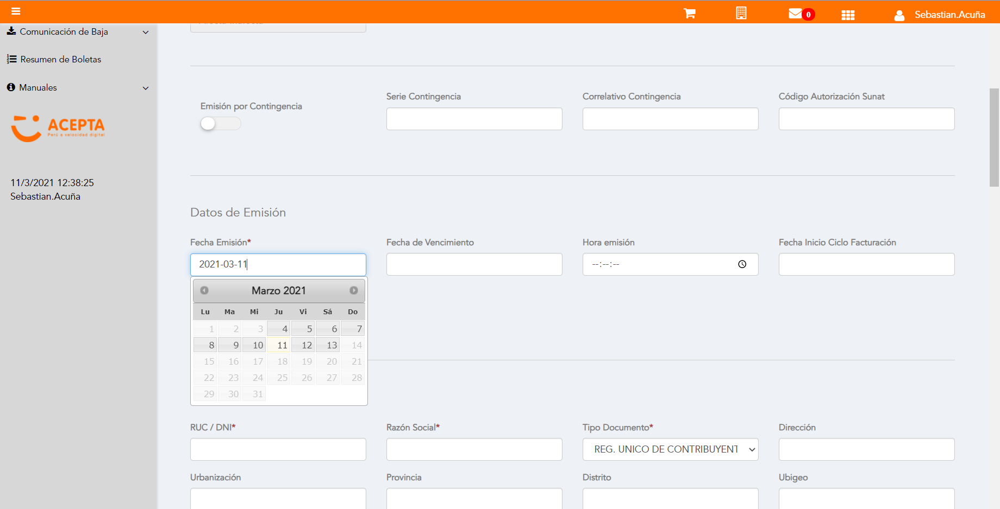 0
Sebastian.Acuña
Comunicación de Baja
Resumen de Boletas
Manuales
ACEPTA
Perú a velocidad digital
11/3/2021 12:38:25
Sebastian.Acuña
Emisión por Contingencia
Serie Contingencia
Correlativo Contingencia
Código Autorización Sunat
Datos de Emisión
Fecha Emisión*
Fecha de Vencimiento
Hora emisión
Fecha Inicio Ciclo Facturación
2021-03-11
--:--:--
Marzo 2021
Lu Ma Mi Ju Vi Sá Do
1 2 3 4 5 6 7
8 9 10 11 12 13 14
15 16 17 18 19 20 21
22 23 24 25 26 27 28
29 30 31
RUC / DNI*
Razón Social*
Tipo Documento*
Dirección
REG. UNICO DE CONTRIBUYENT
Urbanización
Provincia
Distrito
Ubigeo